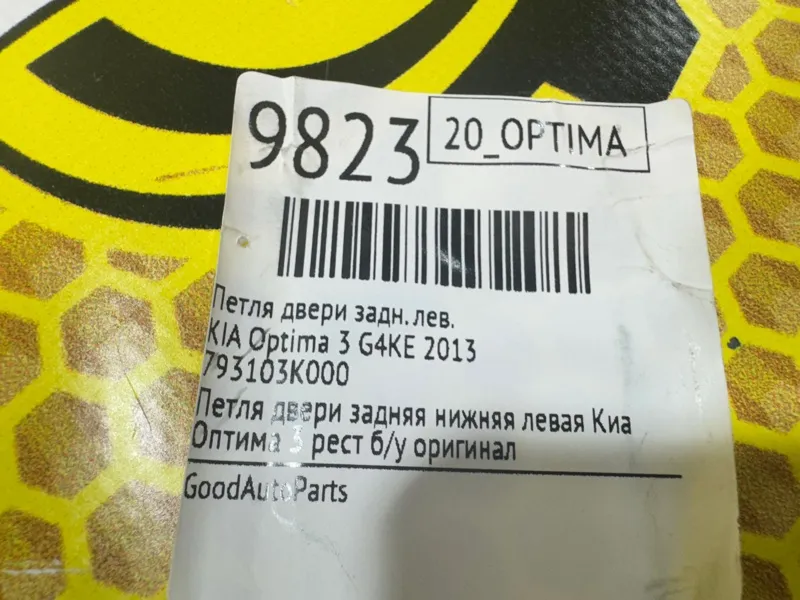 9823
20_OPTIMA
Петля двери задн.лев.
KIA Optima 3 G4KE 2013
793103K000
Петля двери задняя нижняя левая Киа
Оптима 3 рест б/у оригинал
GoodAutoParts